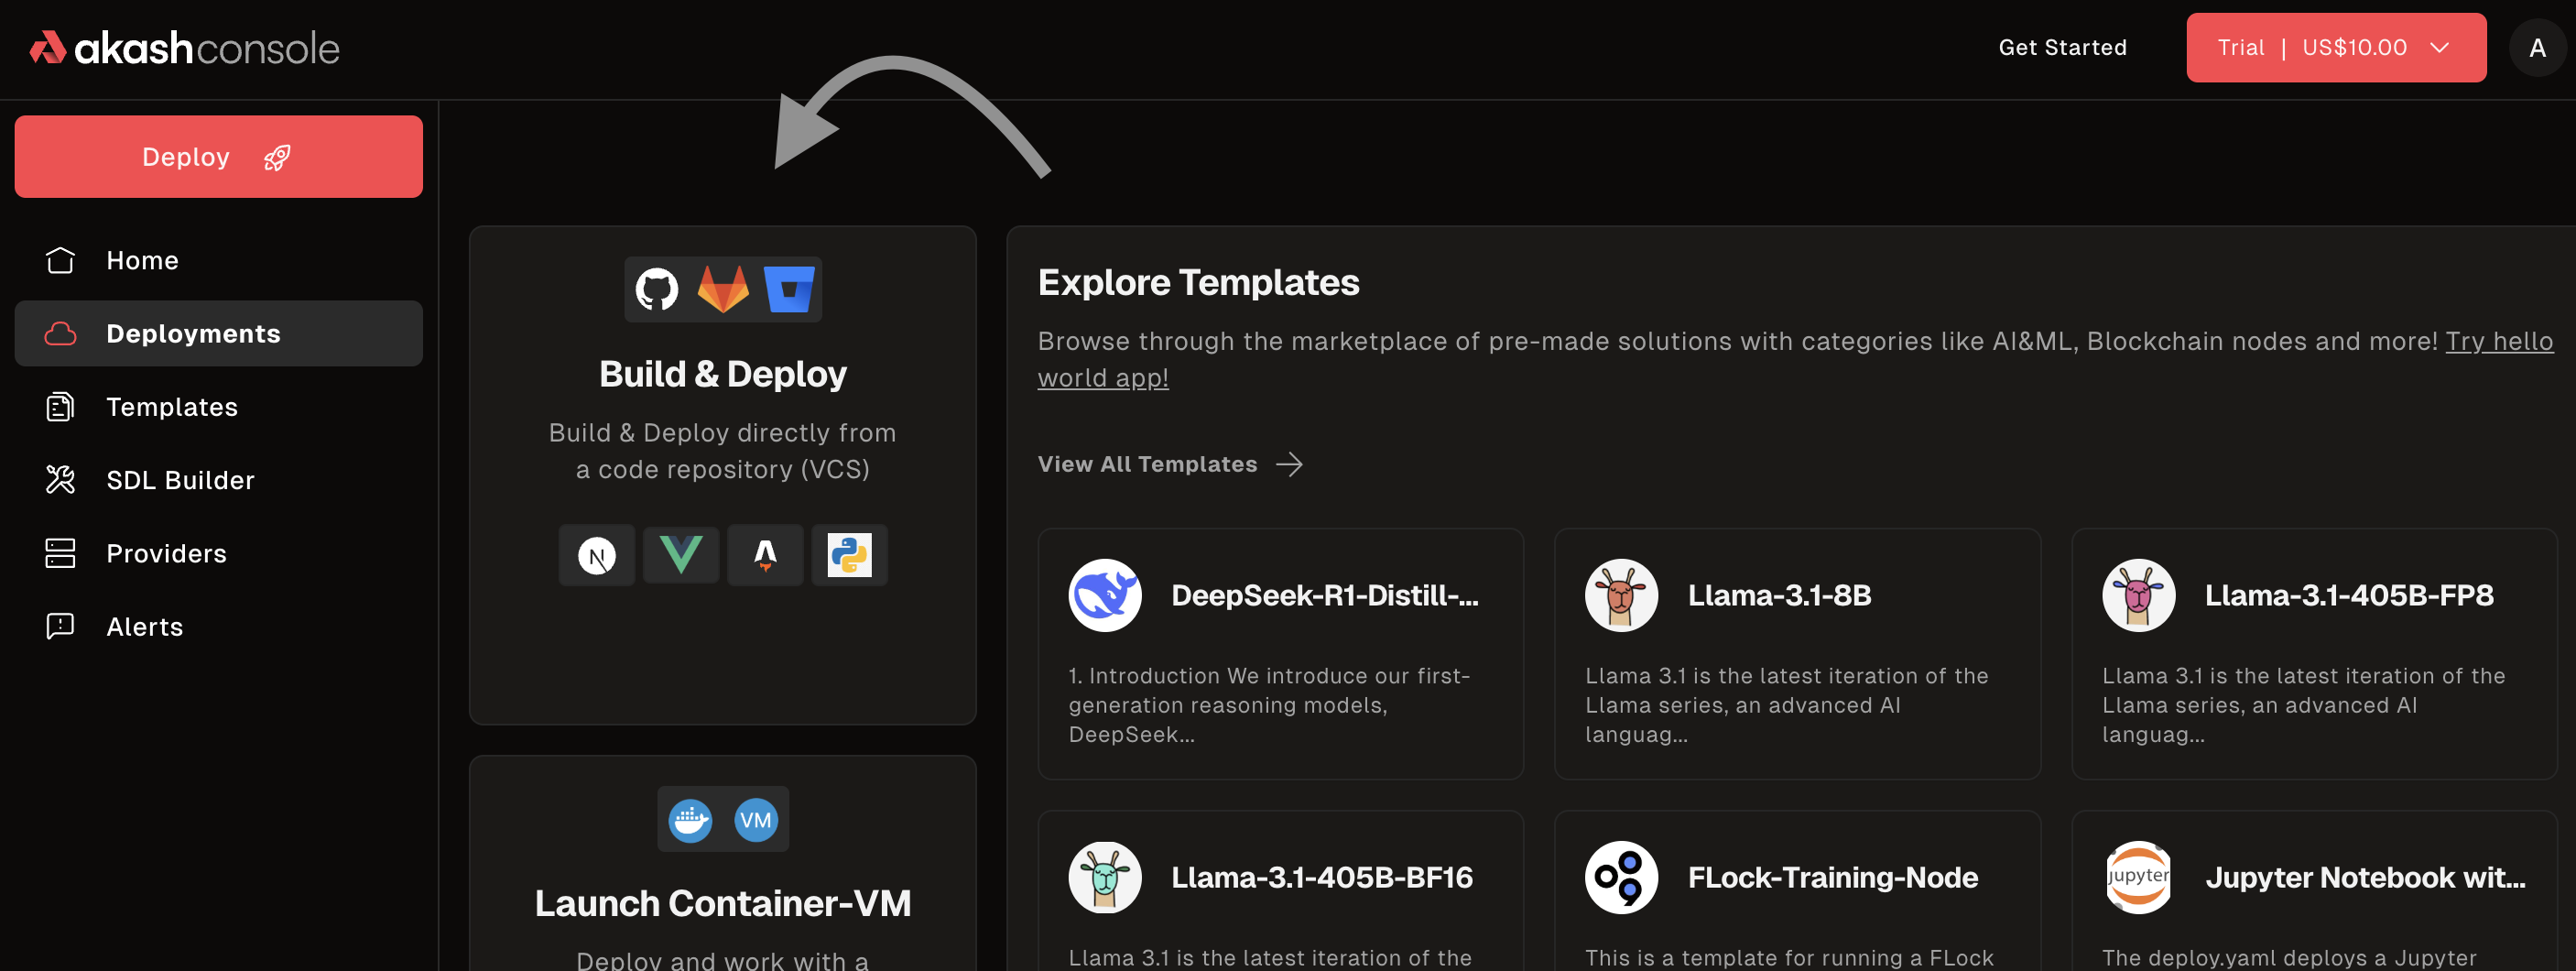 akash console
Get Started
Trial | US$10.00
A
Deploy
Home
Deployments
Templates
SDL Builder
Providers
Alerts
Build & Deploy
Build & Deploy directly from
a code repository (VCS)
N
Launch Container-VM
VM
Deploy and work with a
Explore Templates
Browse through the marketplace of pre-made solutions with categories like AI&ML, Blockchain nodes and more! Try hello
world app!
View All Templates
DeepSeek-R1-Distill-...
1. Introduction We introduce our first-
generation reasoning models,
DeepSeek...
Llama-3.1-8B
Llama 3.1 is the latest iteration of the
Llama series, an advanced AI
languag...
Llama-3.1-405B-FP8
Llama 3.1 is the latest iteration of the
Llama series, an advanced AI
languag...
Llama-3.1-405B-BF16
Llama 3.1 is the latest iteration of the
FLock-Training-Node
This is a template for running a FLock
jupyter
Jupyter Notebook wit...
The deploy.yaml deploys a Jupyter